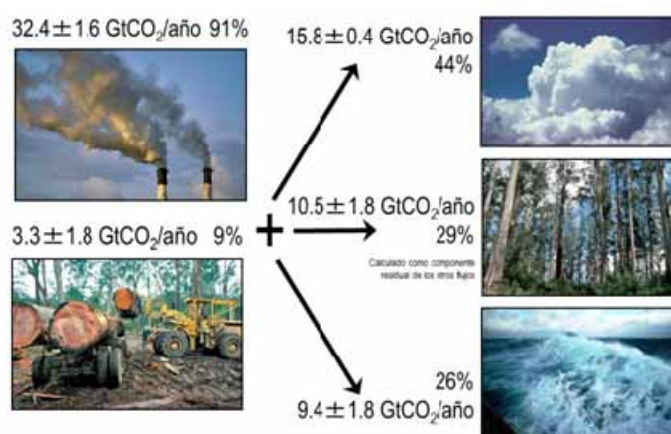 32.4±1.6 GtCO₂/año 91%
15.8±0.4 GtCO₂/año
44%
3.3±1.8 GtCO₂/año 9%
+
10.5±1.8 GtCO₂/año
29%
Calculado como componente
residual de los otros flujos
26%
9.4±1.8 GtCO₂/año